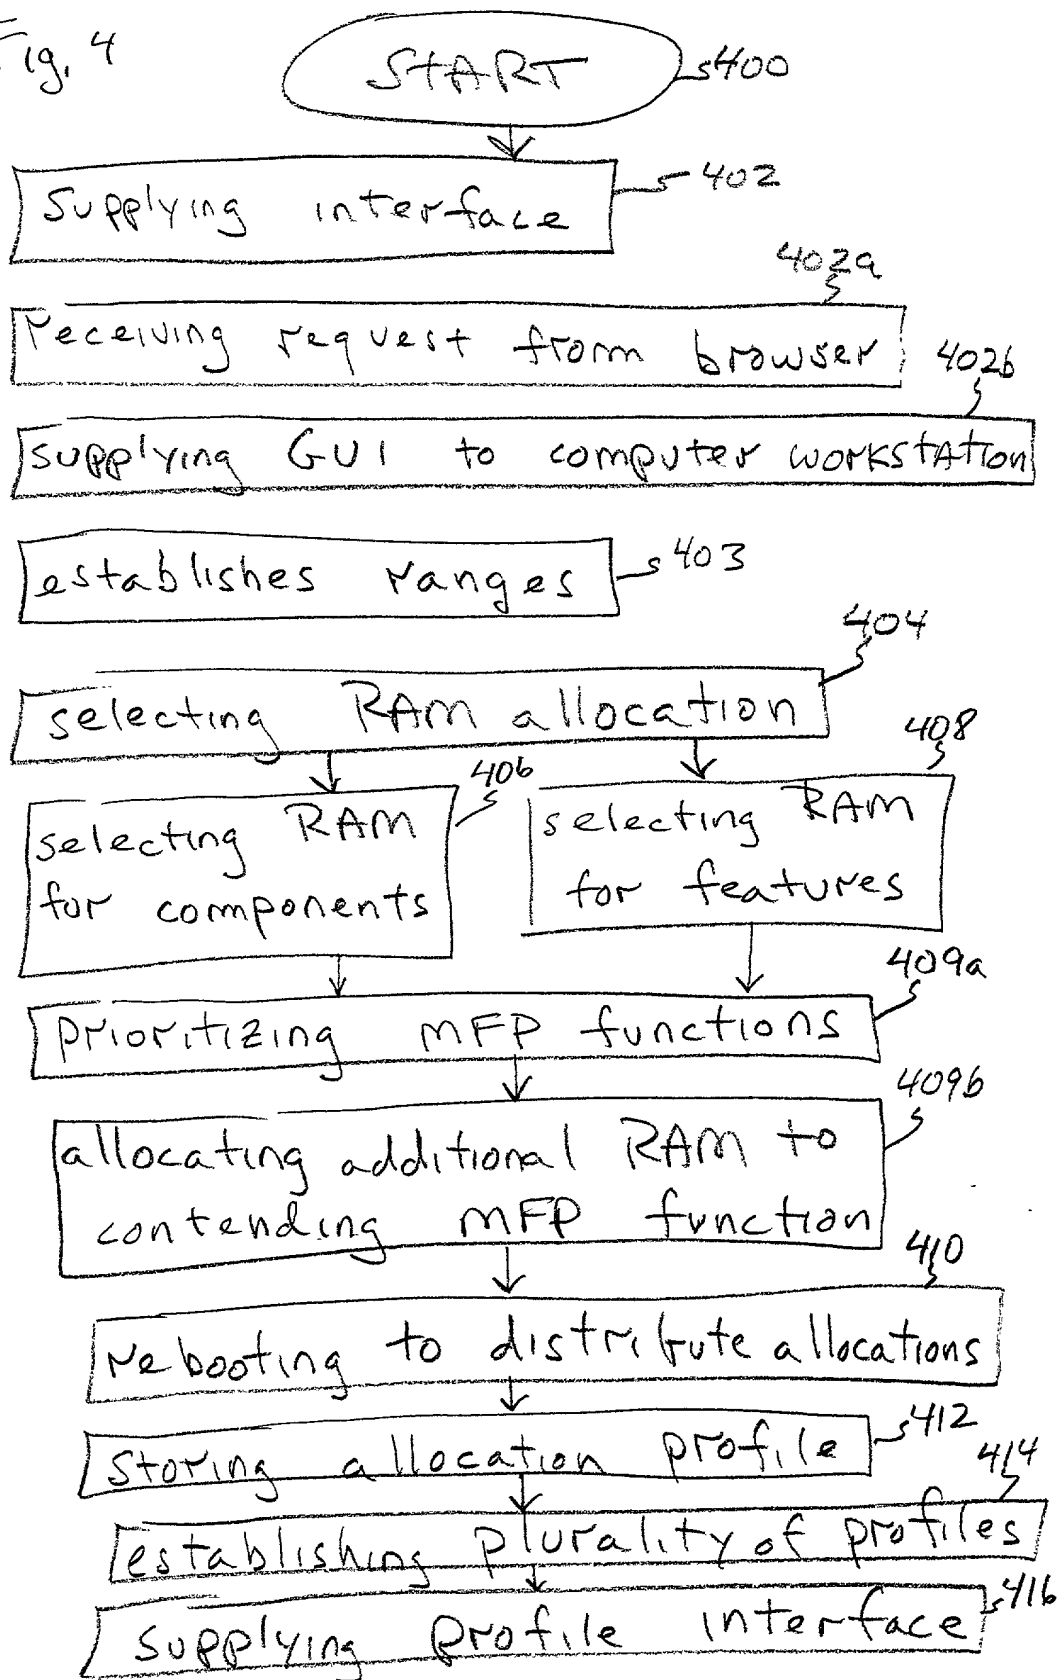 Fig. 4
START
400
402
supplying interface
402a
receiving request from browser
402b
supplying GUI to computer workstation
establishes ranges
403
404
selecting RAM allocation
406
408
selecting RAM
for components
selecting RAM
for features
409a
prioritizing MFP functions
409b
allocating additional RAM to
contending MFP function
410
rebooting to distribute allocations
412
storing allocation profile
414
establishing plurality of profiles
416
supplying profile interface